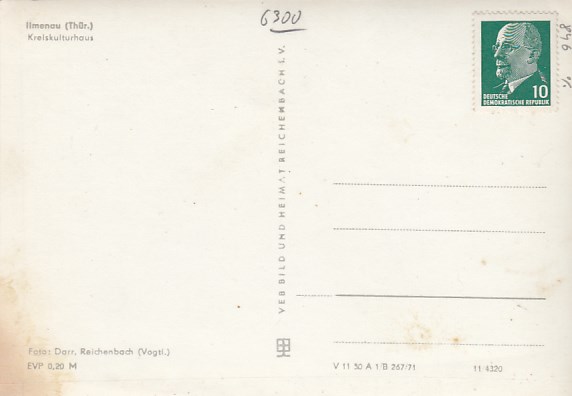 Ilmenau (Thür.)
Kreiskulturhaus
6300
10
DEUTSCHE
DEMOKRATISCHE REPUBLIK
VEB BILD UND HEIMAT REICHENBACH I. V.
Foto: Darr, Reichenbach (Vogtl.)
EVP 0,20 M
V 11 50 A 1/B 267/71
11/4320